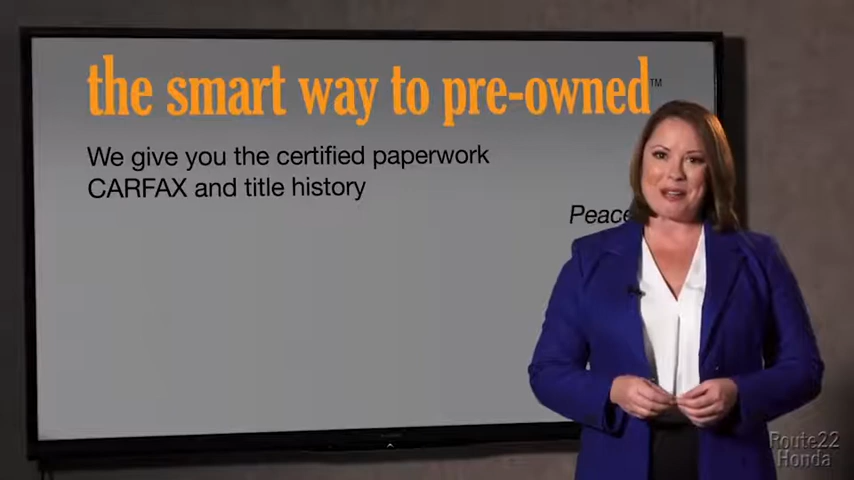 the smart way to pre-owned™
We give you the certified paperwork
CARFAX and title history
Peace
Route22
Honda